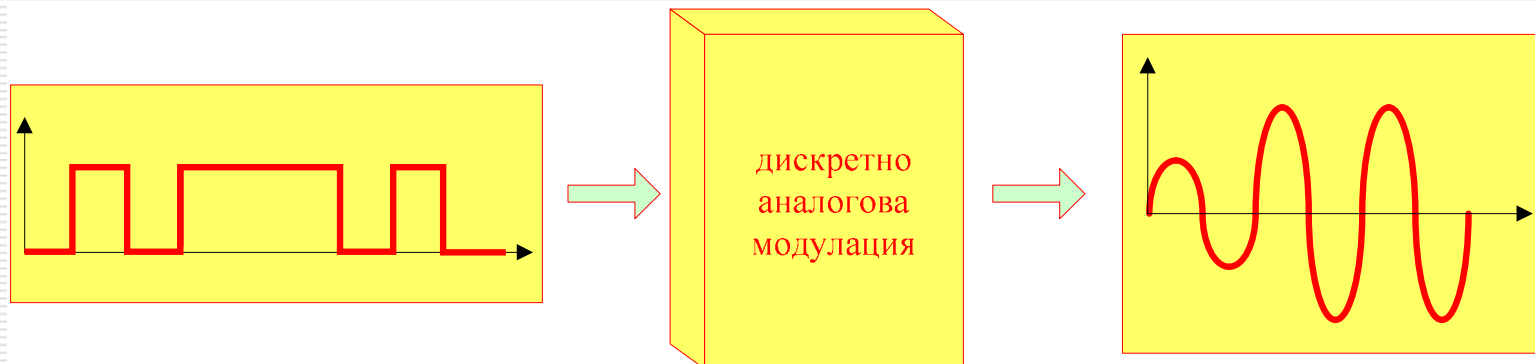 дискретно
аналогова
модулация